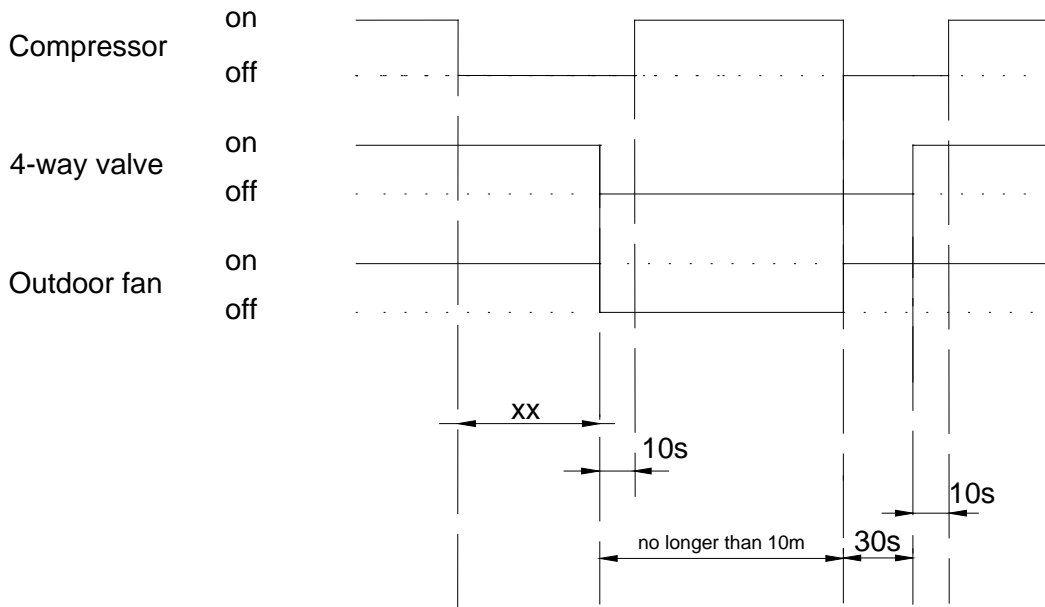 on
Compressor
off
on
4-way valve
off
on
Outdoor fan
off
xx
10s
10s
no longer than 10m
30s